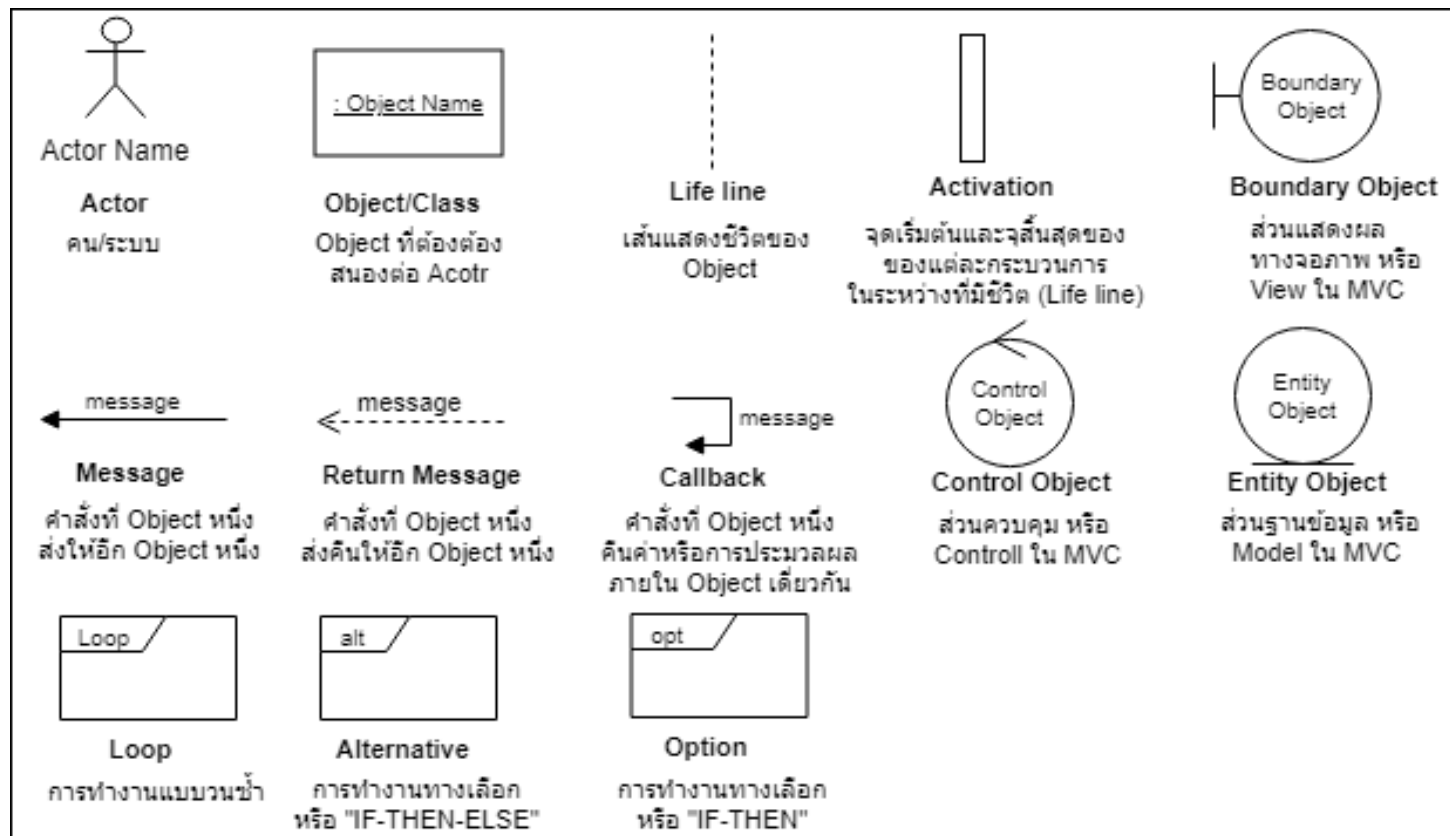 Actor Name
Actor
คน/ระบบ
: Object Name
Object/Class
Object ที่ต้องต้อง
สนองต่อ Acotr
Life line
เส้นแสดงชีวิตของ
Object
Activation
จุดเริ่มต้นและจุสิ้นสุดของ
ของแต่ละกระบวนการ
ในระหว่างที่มีชีวิต (Life line)
Boundary
Object
Boundary Object
ส่วนแสดงผล
ทางจอภาพ หรือ
View ใน MVC
message
Message
คำสั่งที่ Object หนึ่ง
ส่งให้อีก Object หนึ่ง
message
Return Message
คำสั่งที่ Object หนึ่ง
ส่งคืนให้อีก Object หนึ่ง
message
Callback
คำสั่งที่ Object หนึ่ง
คืนค่าหรือการประมวลผล
ภายใน Object เดี่ยวกัน
Control
Object
Control Object
ส่วนควบคุม หรือ
Controll ใน MVC
Entity
Object
Entity Object
ส่วนฐานข้อมูล หรือ
Model ใน MVC
Loop
Loop
การทำงานแบบวนซ้ำ
alt
Alternative
การทำงานทางเลือก
หรือ "IF-THEN-ELSE"
opt
Option
การทำงานทางเลือก
หรือ "IF-THEN"